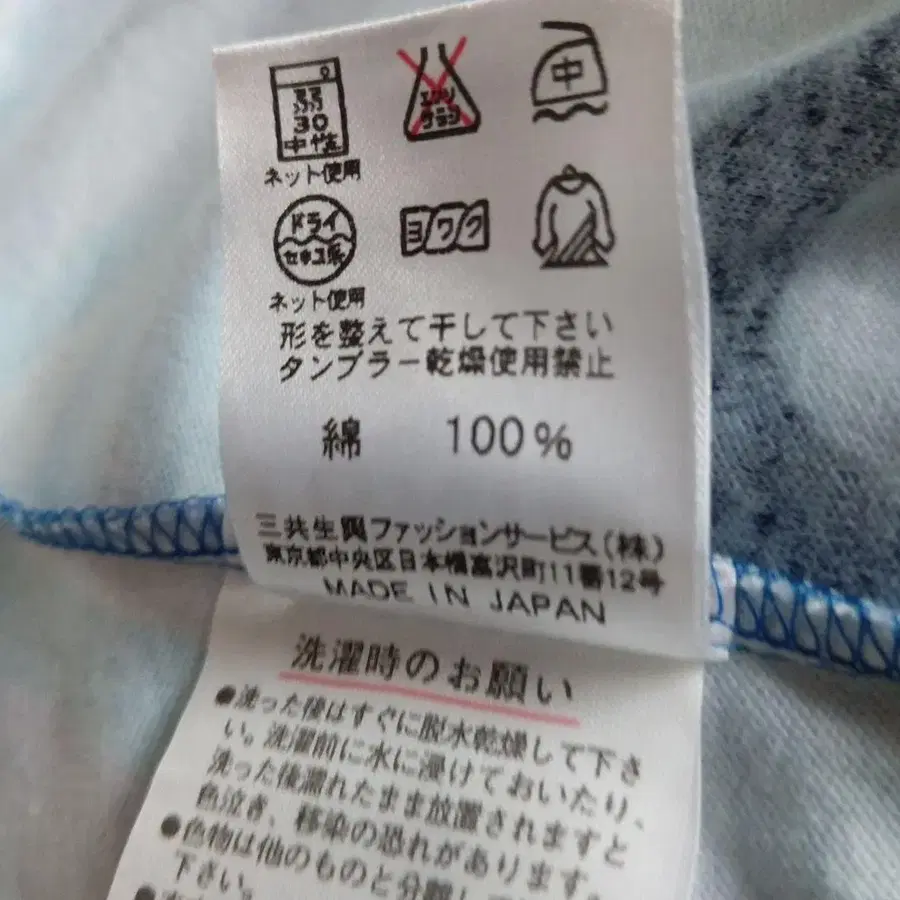 弱
30
中性
ネット使用
エンソ
サラシ
中
ドライ
セキユ系
ネット使用
ヨワク
形を整えて干して下さい
タンブラー乾燥使用禁止
綿 100%
三共生興ファッションサービス(株)
東京都中央区日本橋富沢町11番12号
MADE IN JAPAN
洗濯時のお願い
●洗った後はすぐに脱水乾燥して下さ
い。洗濯前に水に浸けておいたり、
洗った後濡れたまま放置されますと
色泣き、移染の恐れがあります。
●色物は他のものと分離して
下さい。